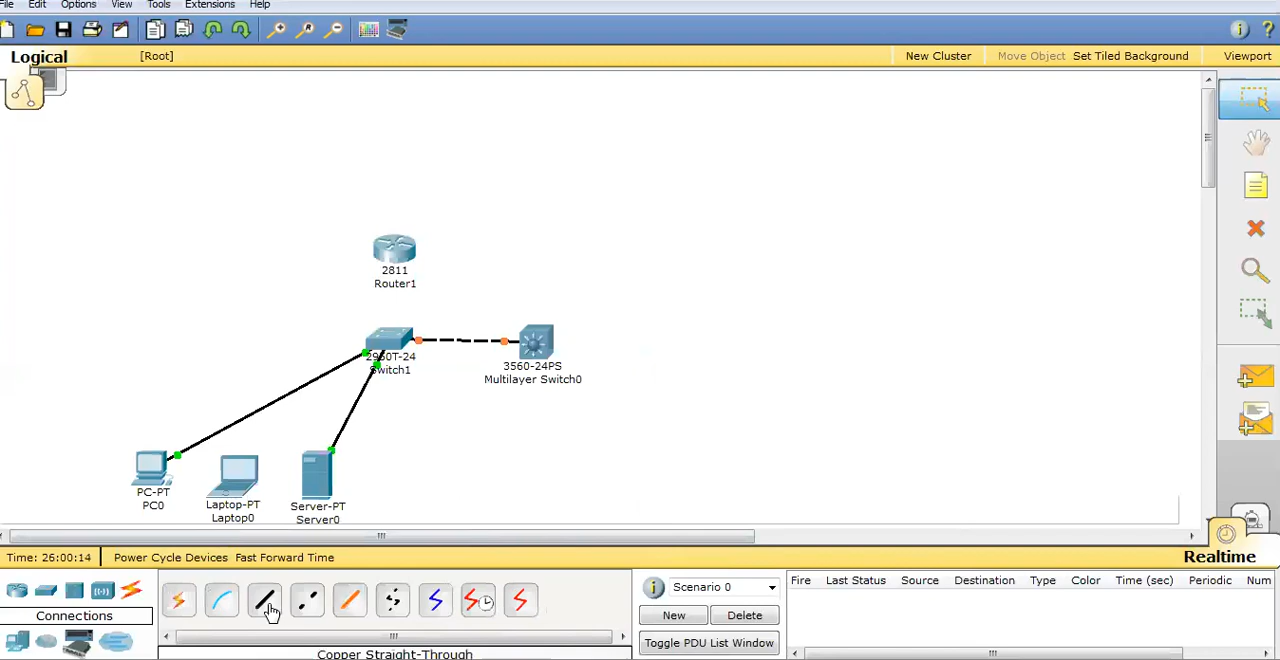 File Edit View Tools Extensions Help
Logical
[Root]
New Cluster
Move Object
Set Tiled Background
Viewport
2811
Router1
2950T-24
Switch1
3560-24PS
Multilayer Switch0
PC-PT
PC0
Laptop-PT
Laptop0
Server-PT
Server0
Time: 26:00:14
Power Cycle Devices Fast Forward Time
Realtime
Connections
Copper Straight-Through
Scenario 0
New
Delete
Toggle PDU List Window
Fire Last Status Source Destination Type Color Time (sec) Periodic Num